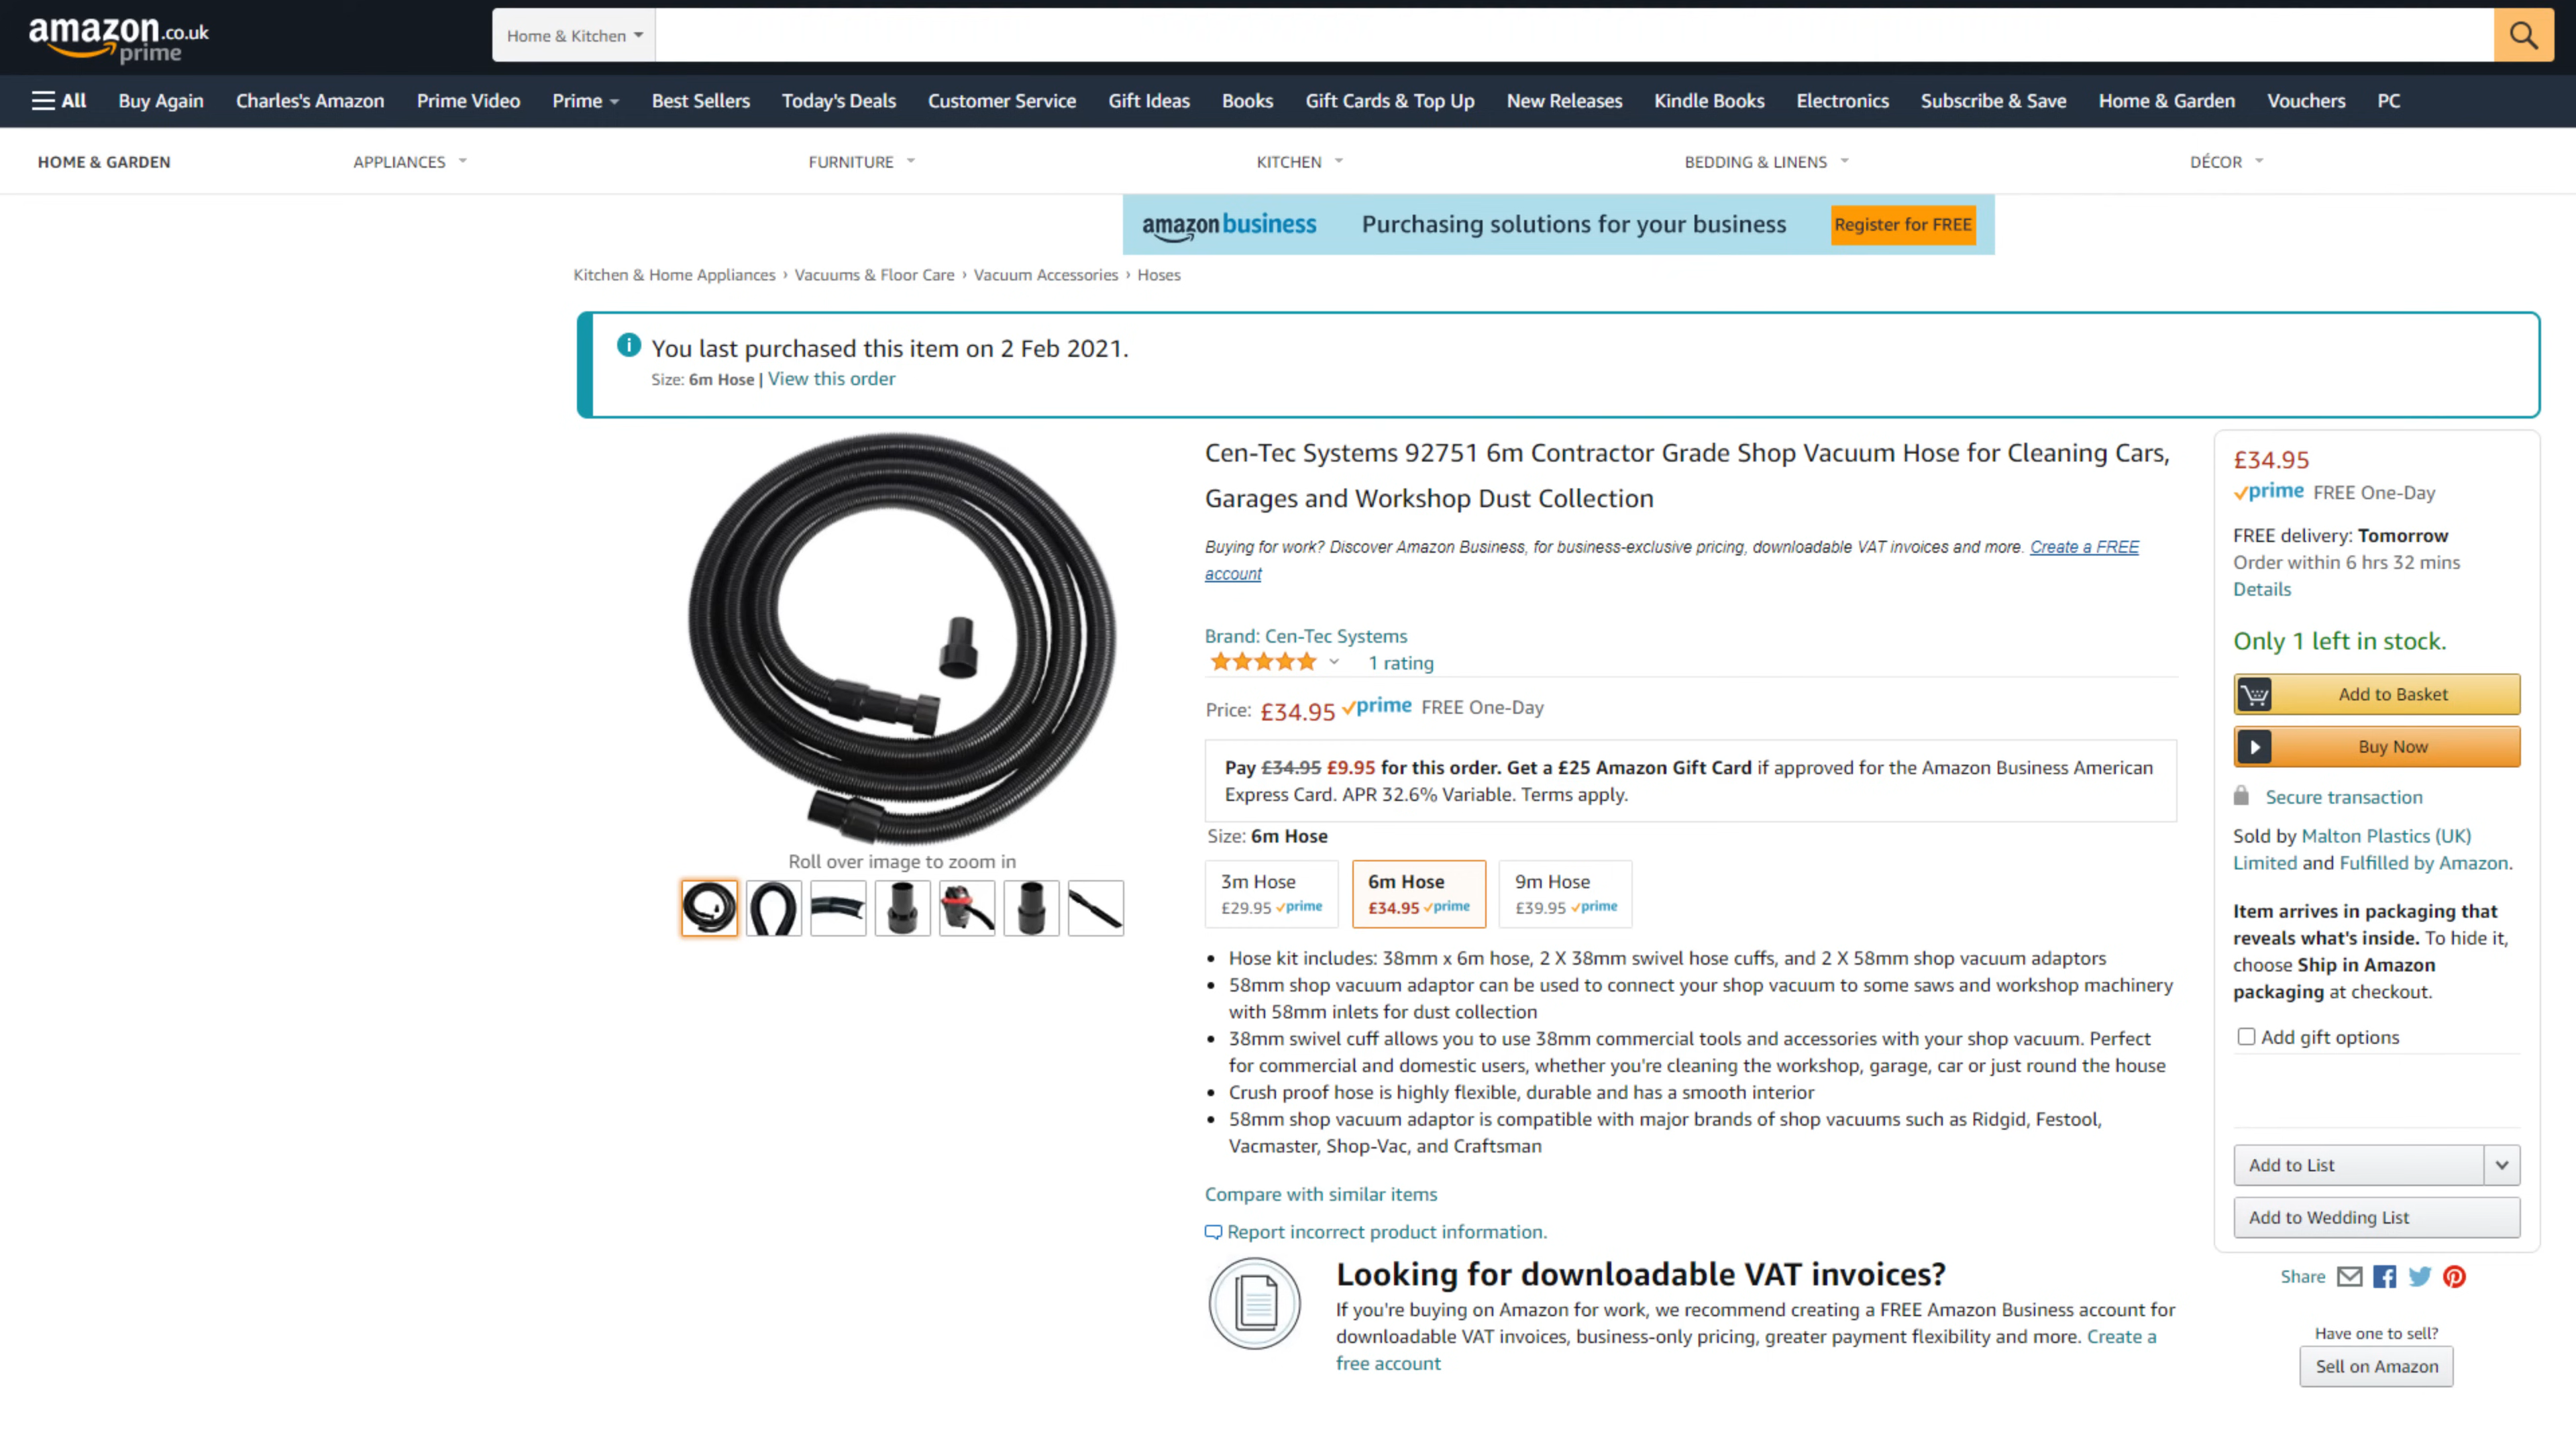 amazon.co.uk
prime
Home & Kitchen
All Buy Again Charles's Amazon Prime Video Prime Best Sellers Today's Deals Customer Service Gift Ideas Books Gift Cards & Top Up New Releases Kindle Books Electronics Subscribe & Save Home & Garden Vouchers PC
HOME & GARDEN APPLIANCES FURNITURE KITCHEN BEDDING & LINENS DÉCOR
amazon business Purchasing solutions for your business Register for FREE
Kitchen & Home Appliances › Vacuums & Floor Care › Vacuum Accessories › Hoses
You last purchased this item on 2 Feb 2021.
Size: 6m Hose | View this order
Roll over image to zoom in
Cen-Tec Systems 92751 6m Contractor Grade Shop Vacuum Hose for Cleaning Cars,
Garages and Workshop Dust Collection
Buying for work? Discover Amazon Business, for business-exclusive pricing, downloadable VAT invoices and more. Create a FREE
account
Brand: Cen-Tec Systems
1 rating
Price: £34.95 prime FREE One-Day
Pay £34.95 £9.95 for this order. Get a £25 Amazon Gift Card if approved for the Amazon Business American
Express Card. APR 32.6% Variable. Terms apply.
Size: 6m Hose
3m Hose 6m Hose 9m Hose
£29.95 prime £34.95 prime £39.95 prime
• Hose kit includes: 38mm x 6m hose, 2 X 38mm swivel hose cuffs, and 2 X 58mm shop vacuum adaptors
• 58mm shop vacuum adaptor can be used to connect your shop vacuum to some saws and workshop machinery
with 58mm inlets for dust collection
• 38mm swivel cuff allows you to use 38mm commercial tools and accessories with your shop vacuum. Perfect
for commercial and domestic users, whether you're cleaning the workshop, garage, car or just round the house
• Crush proof hose is highly flexible, durable and has a smooth interior
• 58mm shop vacuum adaptor is compatible with major brands of shop vacuums such as Ridgid, Festool,
Vacmaster, Shop-Vac, and Craftsman
Compare with similar items
Report incorrect product information.
Looking for downloadable VAT invoices?
If you're buying on Amazon for work, we recommend creating a FREE Amazon Business account for
downloadable VAT invoices, business-only pricing, greater payment flexibility and more. Create a
free account
£34.95
prime FREE One-Day
FREE delivery: Tomorrow
Order within 6 hrs 32 mins
Details
Only 1 left in stock.
Add to Basket
Buy Now
Secure transaction
Sold by Malton Plastics (UK)
Limited and Fulfilled by Amazon.
Item arrives in packaging that
reveals what's inside. To hide it,
choose Ship in Amazon
packaging at checkout.
Add gift options
Add to List
Add to Wedding List
Share
Have one to sell?
Sell on Amazon